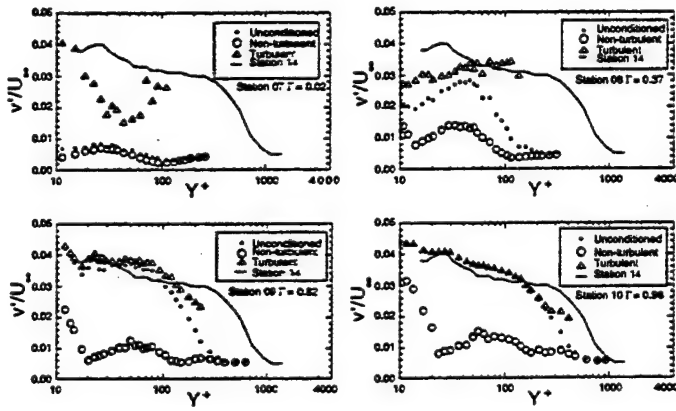 0.05
0.04
0.03
0.02
0.01
0.00
v'/U∞
Unconditioned
Non-turbulent
Turbulent
Station 14
Station 07 Γ = 0.02
10 100 1000 4000
Y+
0.05
0.04
0.03
0.02
0.01
0.00
v'/U∞
Unconditioned
Non-turbulent
Turbulent
Station 14
Station 08 Γ = 0.37
10 100 1000 4000
Y+
0.05
0.04
0.03
0.02
0.01
0.00
v'/U∞
Unconditioned
Non-turbulent
Turbulent
Station 14
Station 09 Γ = 0.82
10 100 1000 4000
Y+
0.05
0.04
0.03
0.02
0.01
0.00
v'/U∞
Unconditioned
Non-turbulent
Turbulent
Station 14
Station 10 Γ = 0.98
10 100 1000 4000
Y+